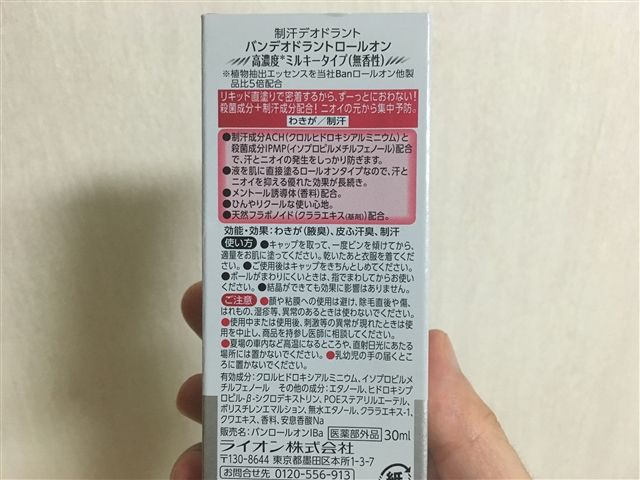 制汗デオドラント
バンデオドラントロールオン
高濃度*ミルキータイプ(無香性)
※植物抽出エッセンスを当社Banロールオン他製
品比5倍配合
リキッド直塗りで密着するから、ずーっとにおわない!
殺菌成分+制汗成分配合!ニオイの元から集中予防。
わきが/制汗
●制汗成分ACH(クロルヒドロキシアルミニウム)と
殺菌成分IPMP(イソプロピルメチルフェノール)配合
で、汗とニオイの発生をしっかり防ぎます。
●液を肌に直接塗るロールオンタイプなので、汗と
ニオイを抑える優れた効果が長続き。
●メントール誘導体(香料)配合。
●ひんやりクールな使い心地。
●天然フラボノイド(クララエキス(基剤))配合。
効能・効果:わきが(腋臭)、皮ふ汗臭、制汗
使い方 ●キャップを取って、一度ビンを傾けてから、
適量をお肌に塗ってください。乾いたあと衣服を着てくだ
さい。●ご使用後はキャップをきちんとしめてください。
●ボールがまわりにくいときは、指でまわしてからお使い
ください。●結晶ができても効果に影響はありません。
ご注意 ●顔や粘膜への使用は避け、除毛直後や傷、
はれもの、湿疹等、異常のあるときは使わないでください。
●使用中または使用後、刺激等の異常が現れたときは使
用を中止し、商品を持参し医師に相談してください。
●夏場の車内など高温になるところや、直射日光にあたる
場所には置かないでください。●乳幼児の手の届くとこ
ろに置かないでください。
有効成分:クロルヒドロキシアルミニウム、イソプロピルメ
チルフェノール その他の成分:エタノール、ヒドロキシプ
ロピル-β-シクロデキストリン、POEステアリルエーテル、
ポリスチレンエマルション、無水エタノール、クララエキス-1、
クワエキス、香料、安息香酸Na
販売名:バンロールオンIBa 医薬部外品 30ml
ライオン株式会社
〒130-8644 東京都墨田区本所1-3-7
お問合せ先 0120-556-913
紙